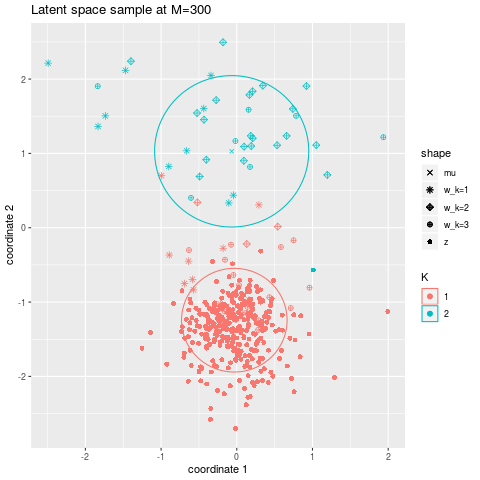 Latent space sample at M=300
coordinate 2
2
1
0
-1
-2
-2
-1
0
1
2
coordinate 1
shape
mu
w_k=1
w_k=2
w_k=3
z
K
1
2